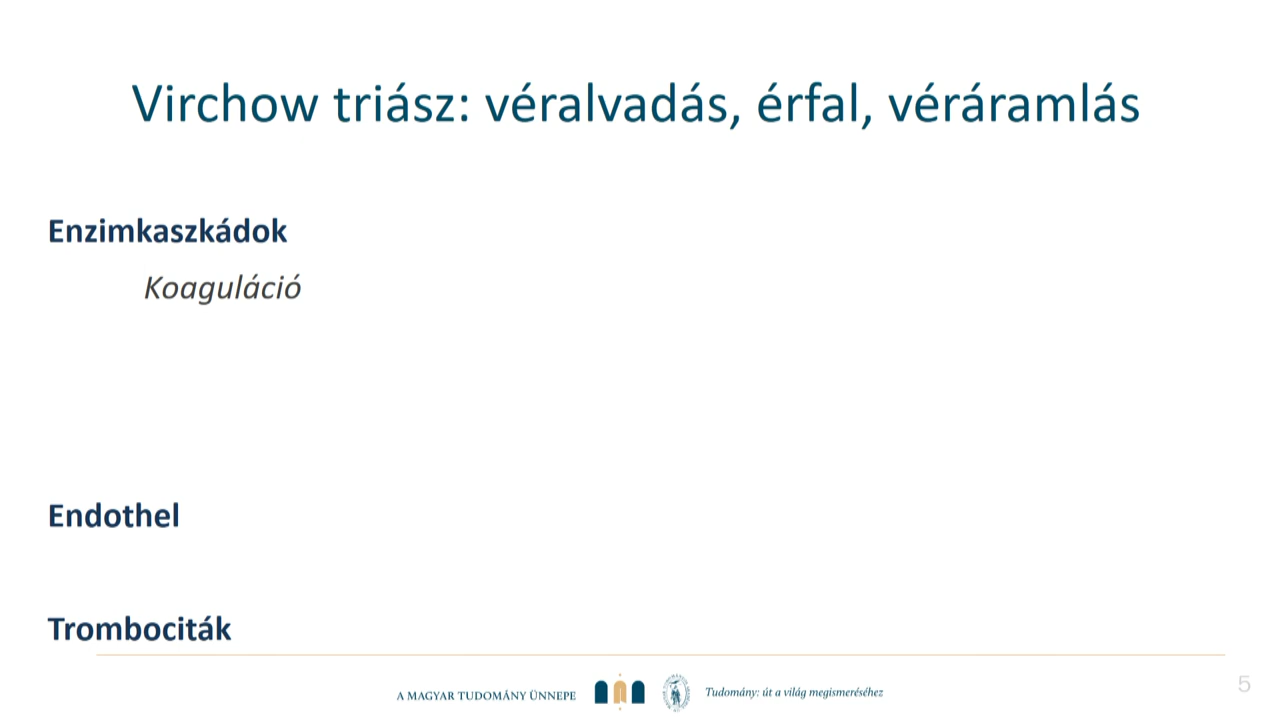 Virchow triász: véralvadás, érfal, véráramlás
Enzimkaszkádok
Koaguláció
Endothel
Trombociták
A MAGYAR TUDOMÁNY ÜNNEPE
Tudomány: út a világ megismeréséhez
5